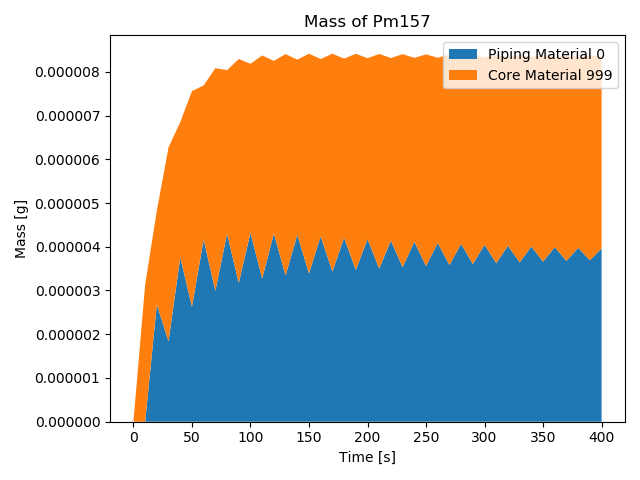 Mass of Pm157
Piping Material 0
Core Material 999
0.000008
0.000007
0.000006
0.000005
0.000004
0.000003
0.000002
0.000001
0.000000
Mass [g]
0 50 100 150 200 250 300 350 400
Time [s]